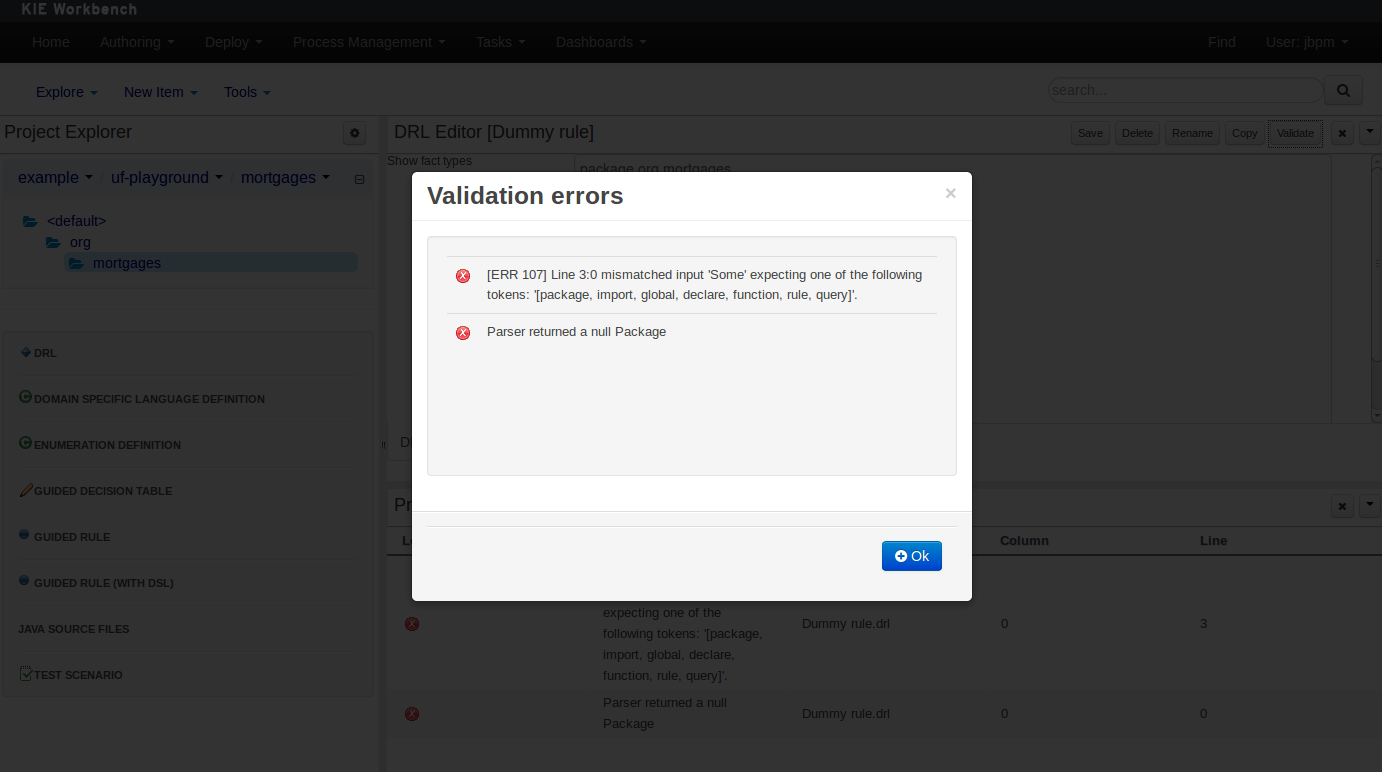 KIE Workbench
Home Authoring Deploy Process Management Tasks Dashboards Find User: jbpm
Explore New Item Tools search...
Project Explorer
DRL Editor [Dummy rule] Save Delete Rename Copy Validate
Show fact types
package org.mortgages
example / uf-playground / mortgages
<default>
org
mortgages
DRL
DOMAIN SPECIFIC LANGUAGE DEFINITION
ENUMERATION DEFINITION
GUIDED DECISION TABLE
GUIDED RULE
GUIDED RULE (WITH DSL)
JAVA SOURCE FILES
TEST SCENARIO
Validation errors
×
[ERR 107] Line 3:0 mismatched input 'Some' expecting one of the following
tokens: '[package, import, global, declare, function, rule, query]'.
Parser returned a null Package
Ok
Column Line
expecting one of the
following tokens: '[package,
import, global, declare,
function, rule, query]'.
Dummy rule.drl 0 3
Parser returned a null
Package
Dummy rule.drl 0 0